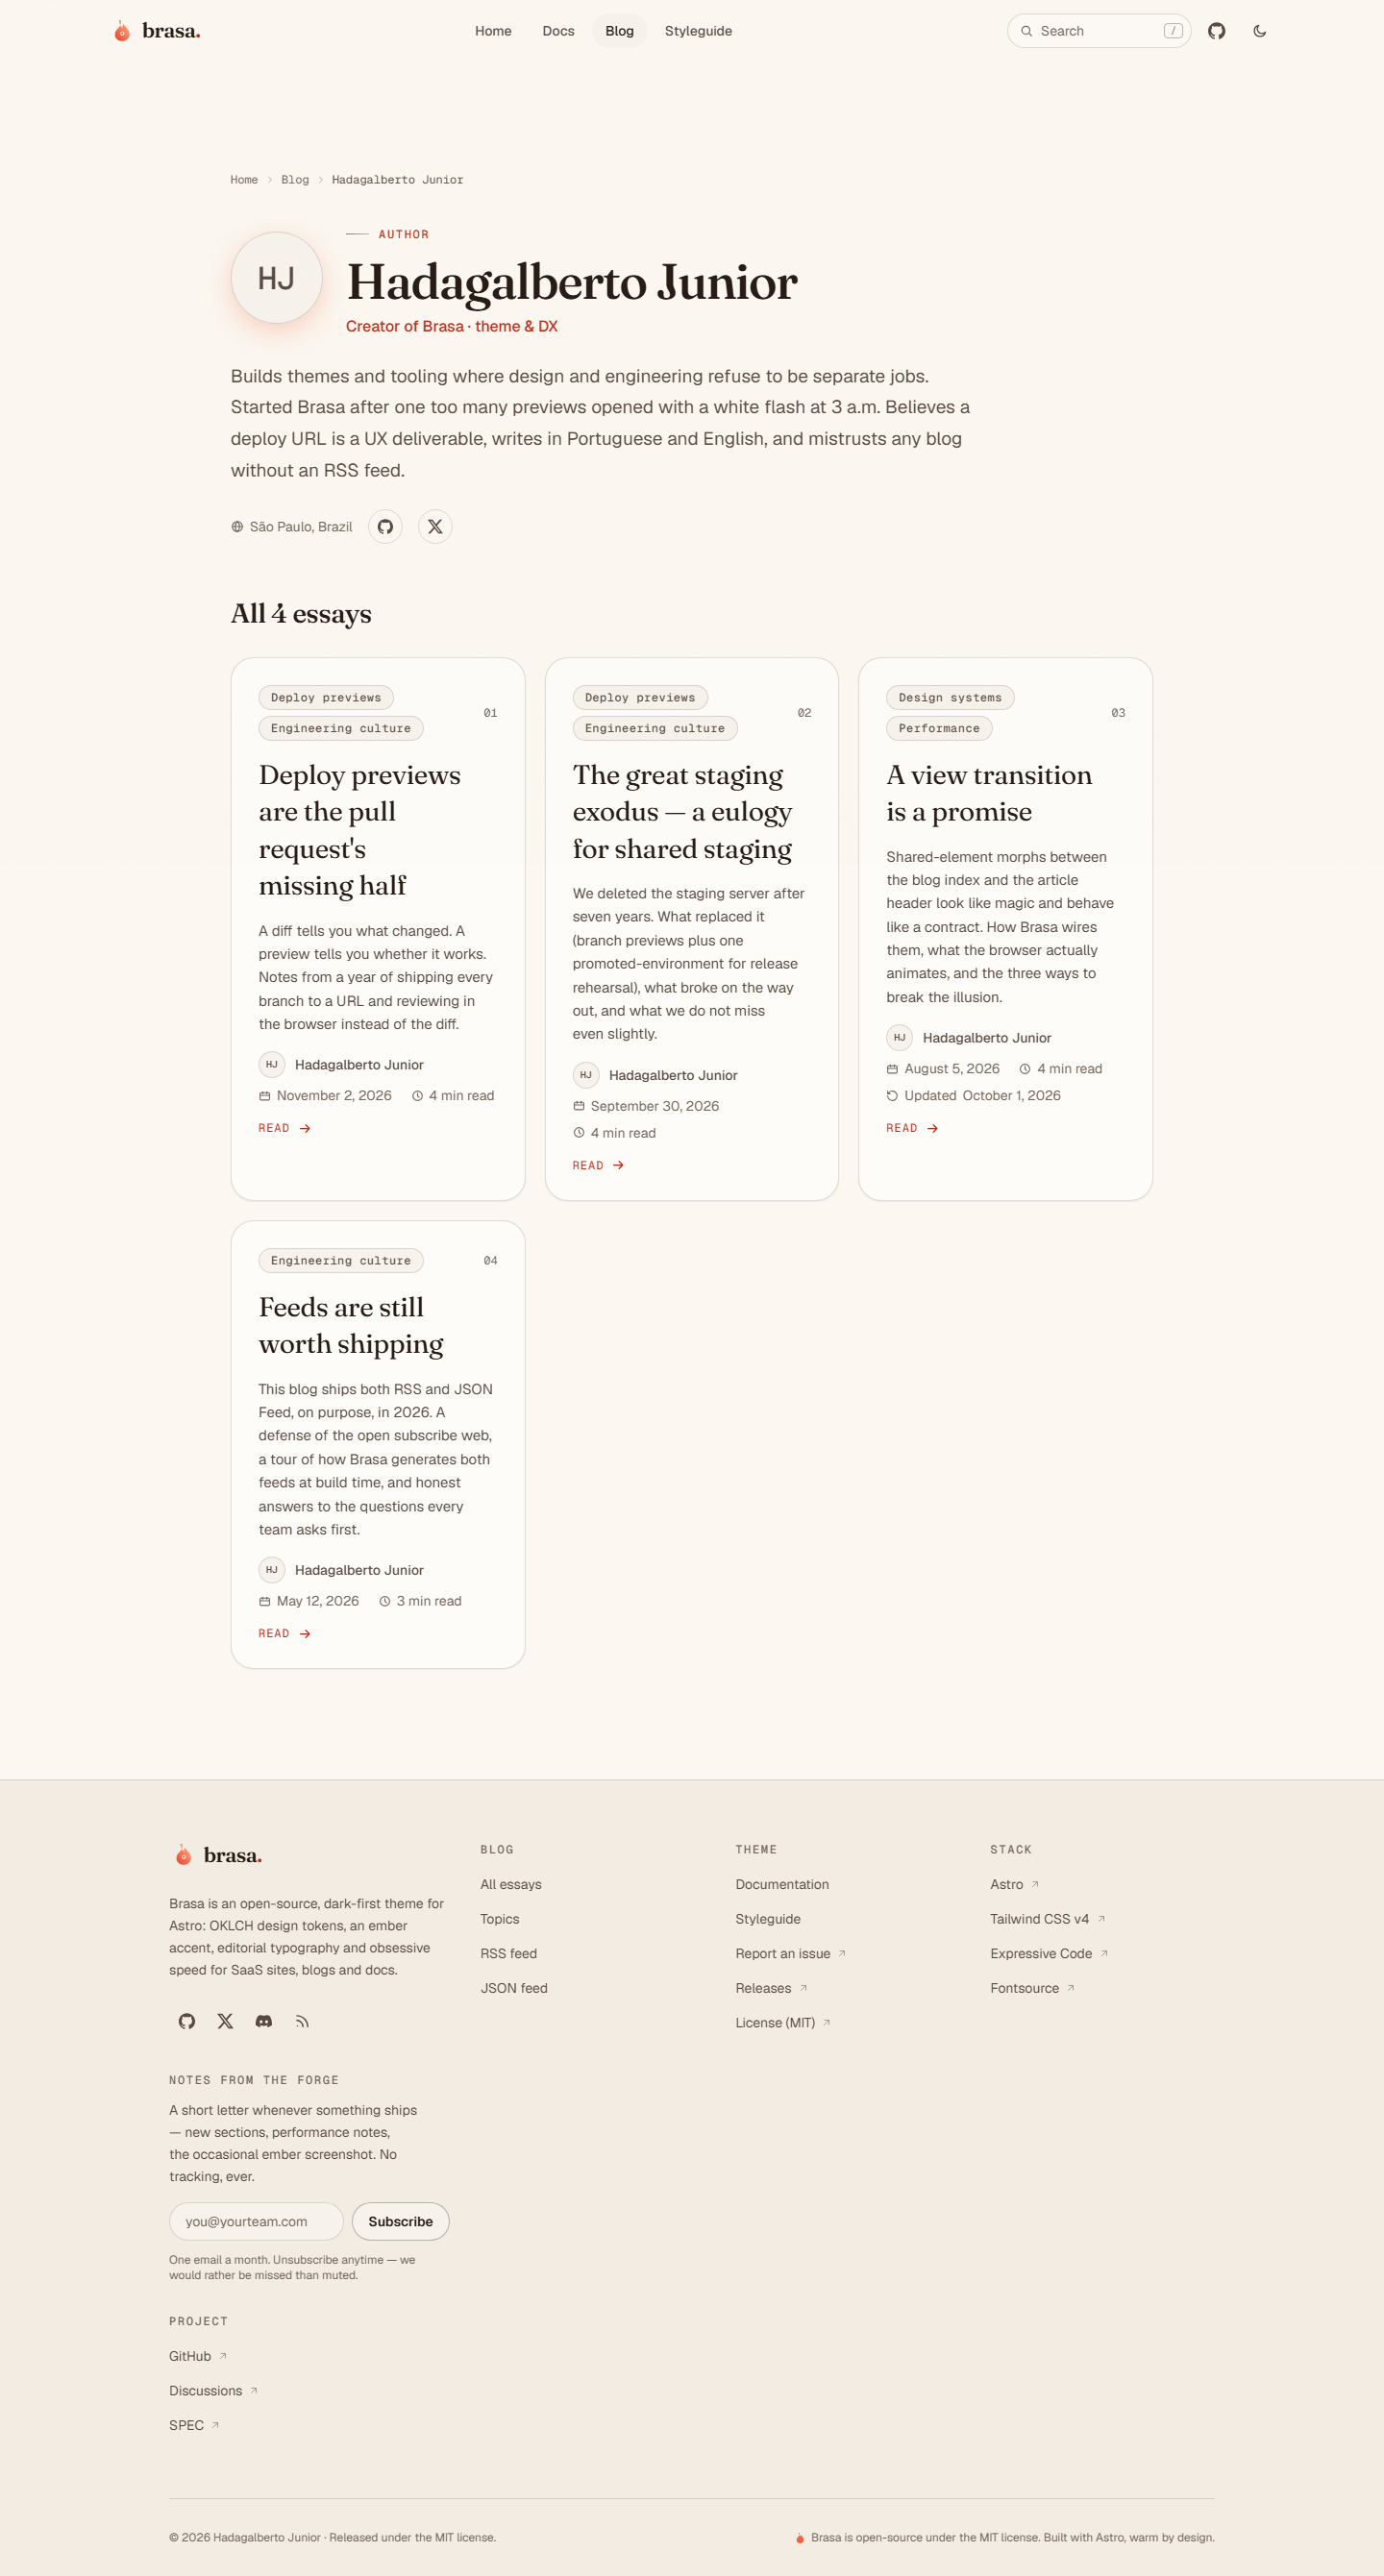 brasa.
Home
Docs
Blog
Styleguide
Search
/
Home
Blog
Hadagalberto Junior
HJ
AUTHOR
Hadagalberto Junior
Creator of Brasa · theme & DX
Builds themes and tooling where design and engineering refuse to be separate jobs.
Started Brasa after one too many previews opened with a white flash at 3 a.m. Believes a
deploy URL is a UX deliverable, writes in Portuguese and English, and mistrusts any blog
without an RSS feed.
São Paulo, Brazil
All 4 essays
Deploy previews
Engineering culture
01
Deploy previews
are the pull
request's
missing half
A diff tells you what changed. A
preview tells you whether it works.
Notes from a year of shipping every
branch to a URL and reviewing in
the browser instead of the diff.
HJ
Hadagalberto Junior
November 2, 2026
4 min read
READ
Deploy previews
Engineering culture
02
The great staging
exodus — a eulogy
for shared staging
We deleted the staging server after
seven years. What replaced it
(branch previews plus one
promoted-environment for release
rehearsal), what broke on the way
out, and what we do not miss
even slightly.
HJ
Hadagalberto Junior
September 30, 2026
4 min read
READ
Design systems
Performance
03
A view transition
is a promise
Shared-element morphs between
the blog index and the article
header look like magic and behave
like a contract. How Brasa wires
them, what the browser actually
animates, and the three ways to
break the illusion.
HJ
Hadagalberto Junior
August 5, 2026
4 min read
Updated October 1, 2026
READ
Engineering culture
04
Feeds are still
worth shipping
This blog ships both RSS and JSON
Feed, on purpose, in 2026. A
defense of the open subscribe web,
a tour of how Brasa generates both
feeds at build time, and honest
answers to the questions every
team asks first.
HJ
Hadagalberto Junior
May 12, 2026
3 min read
READ
brasa.
Brasa is an open-source, dark-first theme for
Astro: OKLCH design tokens, an ember
accent, editorial typography and obsessive
speed for SaaS sites, blogs and docs.
NOTES FROM THE FORGE
A short letter whenever something ships
— new sections, performance notes,
the occasional ember screenshot. No
tracking, ever.
you@yourteam.com
Subscribe
One email a month. Unsubscribe anytime — we
would rather be missed than muted.
BLOG
All essays
Topics
RSS feed
JSON feed
THEME
Documentation
Styleguide
Report an issue
Releases
License (MIT)
STACK
Astro
Tailwind CSS v4
Expressive Code
Fontsource
PROJECT
GitHub
Discussions
SPEC
© 2026 Hadagalberto Junior · Released under the MIT license.
Brasa is open-source under the MIT license. Built with Astro, warm by design.